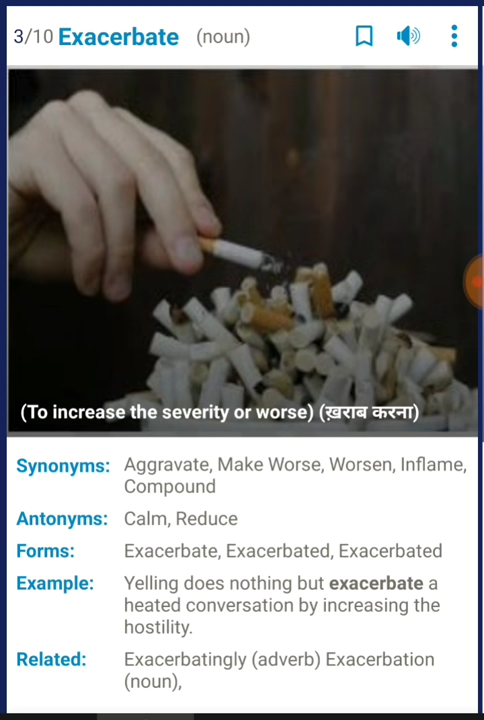 3/10 Exacerbate (noun)
(To increase the severity or worse) (ख़राब करना)
Synonyms: Aggravate, Make Worse, Worsen, Inflame,
Compound
Antonyms: Calm, Reduce
Forms: Exacerbate, Exacerbated, Exacerbated
Example: Yelling does nothing but exacerbate a
heated conversation by increasing the
hostility.
Related: Exacerbatingly (adverb) Exacerbation
(noun),